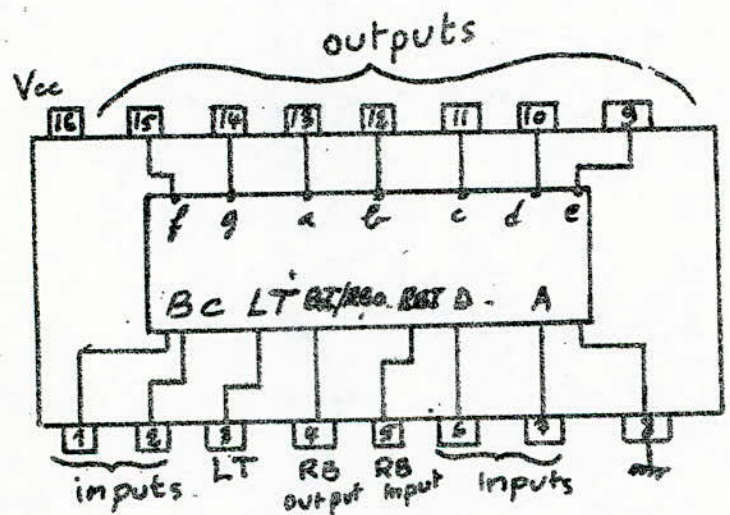 outputs
Vcc
16 15 14 13 12 11 10 9
f g a b c d e
B C LT BI/RBO RBI D A
1 2 3 4 5 6 7 8
inputs LT RB output RB input Inputs